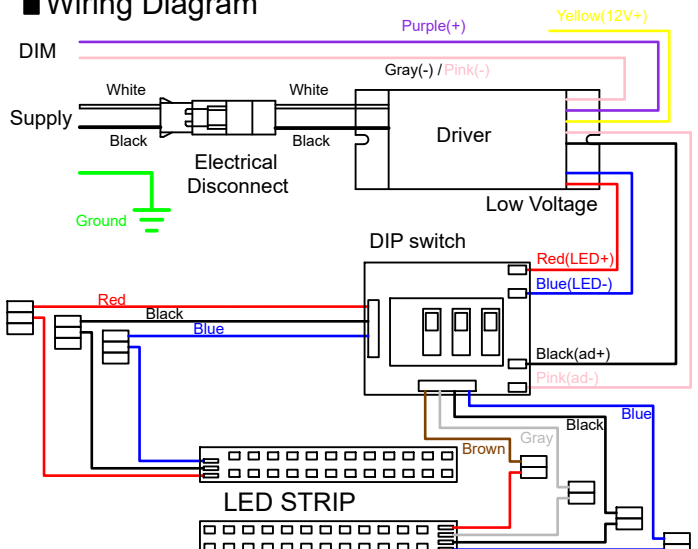 ■Wiring Diagram
Yellow(12V+)
Purple(+)
DIM
Gray(-) / Pink(-)
White
White
Supply
Black
Black
Driver
Electrical
Disconnect
Low Voltage
Ground
DIP switch
Red(LED+)
Blue(LED-)
Red
Black
Blue
Black(ad+)
Pink(ad-)
Blue
Black
Gray
Brown
LED STRIP